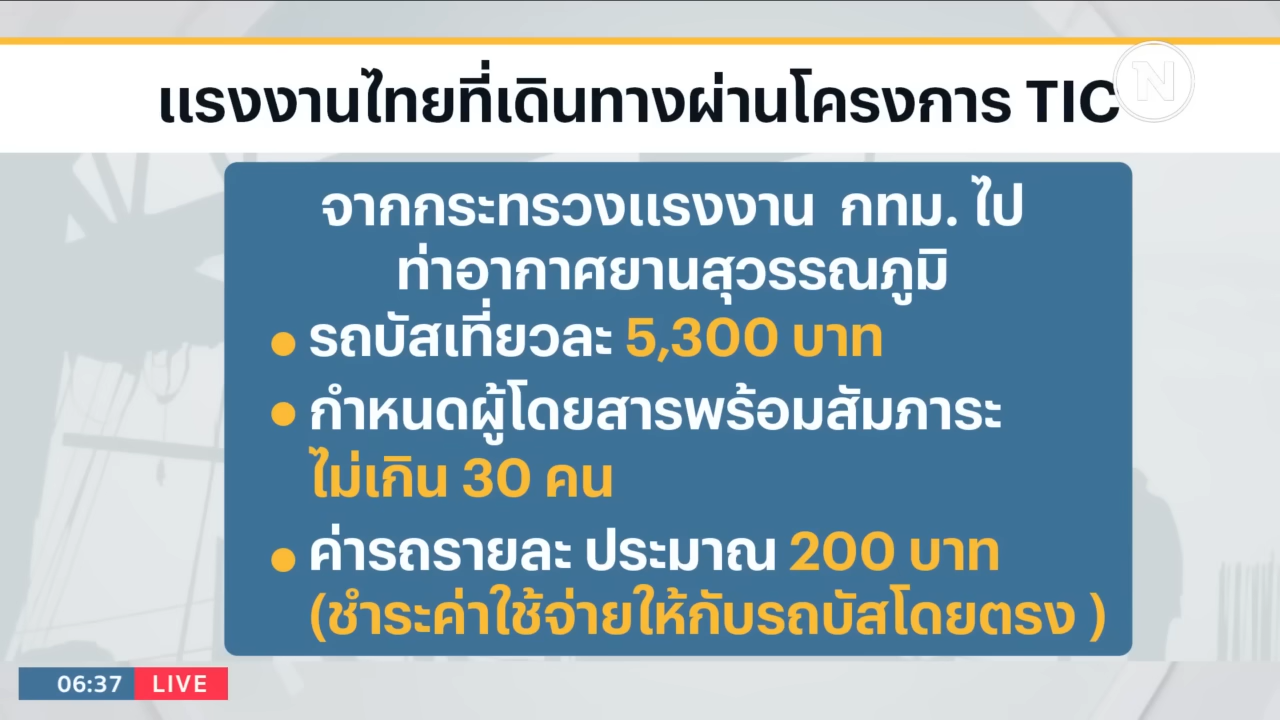 แรงงานไทยที่เดินทางผ่านโครงการ TIC
N
จากกระทรวงแรงงาน กทม. ไป
ท่าอากาศยานสุวรรณภูมิ
รถบัสเที่ยวละ 5,300 บาท
กำหนดผู้โดยสารพร้อมสัมภาระ
ไม่เกิน 30 คน
ค่ารถรายละ ประมาณ 200 บาท
(ชำระค่าใช้จ่ายให้กับรถบัสโดยตรง )
06:37 LIVE